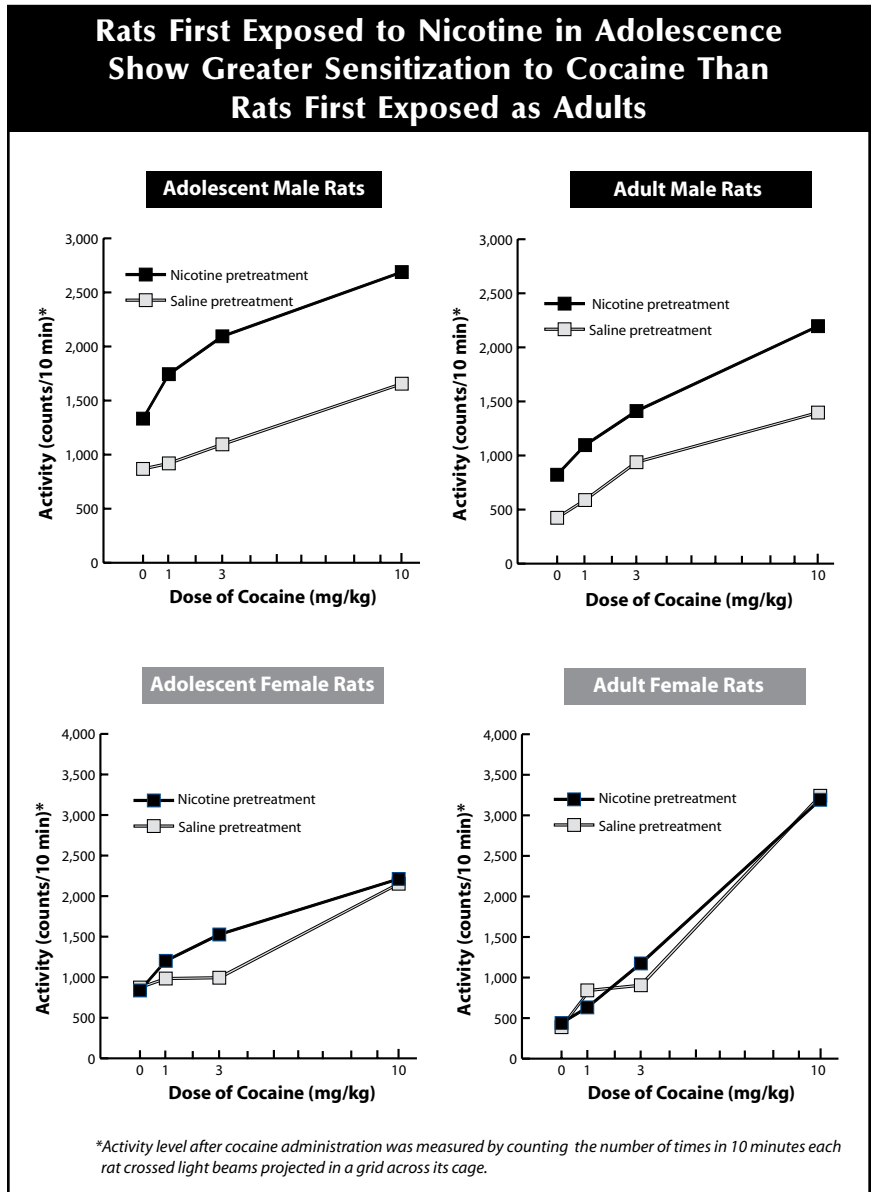 Rats First Exposed to Nicotine in Adolescence
Show Greater Sensitization to Cocaine Than
Rats First Exposed as Adults
Adolescent Male Rats
3,000
2,500
2,000
1,500
1,000
500
0
Activity (counts/10 min)*
Nicotine pretreatment
Saline pretreatment
0 1 3 10
Dose of Cocaine (mg/kg)
Adult Male Rats
3,000
2,500
2,000
1,500
1,000
500
0
Activity (counts/10 min)*
Nicotine pretreatment
Saline pretreatment
0 1 3 10
Dose of Cocaine (mg/kg)
Adolescent Female Rats
4,000
3,500
3,000
2,500
2,000
1,500
1,000
500
0
Activity (counts/10 min)*
Nicotine pretreatment
Saline pretreatment
0 1 3 10
Dose of Cocaine (mg/kg)
Adult Female Rats
4,000
3,500
3,000
2,500
2,000
1,500
1,000
500
0
Activity (counts/10 min)*
Nicotine pretreatment
Saline pretreatment
0 1 3 10
Dose of Cocaine (mg/kg)
*Activity level after cocaine administration was measured by counting the number of times in 10 minutes each
rat crossed light beams projected in a grid across its cage.